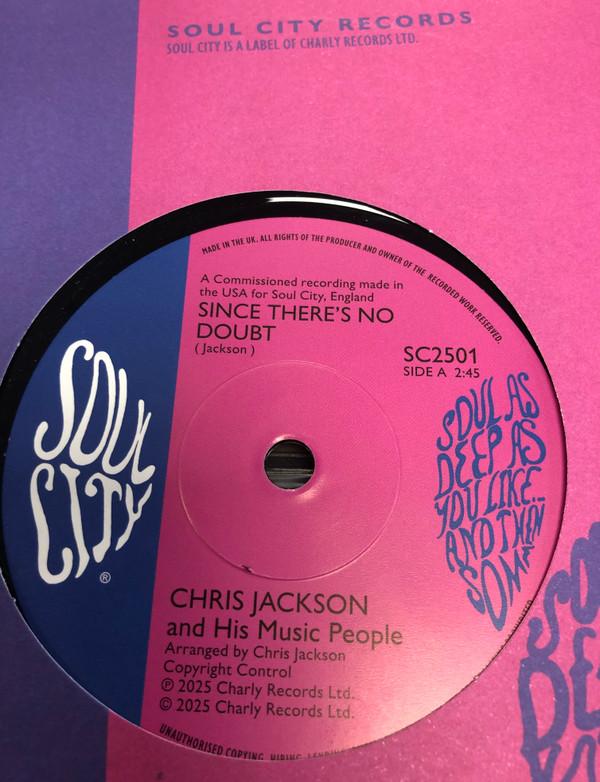 SOUL CITY RECORDS
SOUL CITY IS A LABEL OF CHARLY RECORDS LTD.
MADE IN THE UK. ALL RIGHTS OF THE PRODUCER AND OWNER OF THE RECORDED WORK RESERVED.
A Commissioned recording made in
the USA for Soul City, England
SINCE THERE'S NO
DOUBT
( Jackson )
SC2501
SIDE A 2:45
SOUL
CITY
®
SOUL AS
DEEP AS
YOU LIKE...
AND THEN
SOME
CHRIS JACKSON
and His Music People
Arranged by Chris Jackson
Copyright Control
℗ 2025 Charly Records Ltd.
© 2025 Charly Records Ltd.
UNAUTHORISED COPYING, HIRING, LENDING